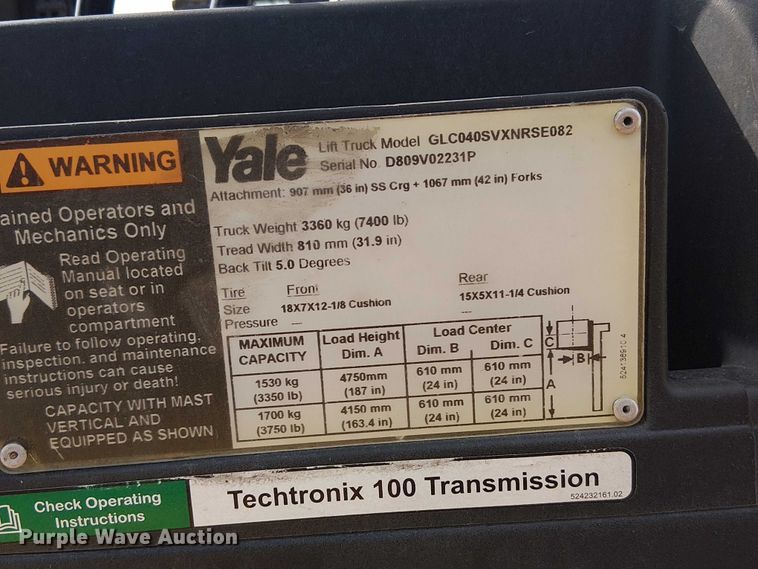 WARNING
ained Operators and
Mechanics Only
Read Operating
Manual located
on seat or in
operators
compartment
Failure to follow operating,
inspection, and maintenance
instructions can cause
serious injury or death!
CAPACITY WITH MAST
VERTICAL AND
EQUIPPED AS SHOWN
Yale
Lift Truck Model GLC040SVXNRSE082
Serial No. D809V02231P
Attachment: 907 mm (36 in) SS Crg + 1067 mm (42 in) Forks
Truck Weight 3360 kg (7400 lb)
Tread Width 810 mm (31.9 in)
Back Tilt 5.0 Degrees
Tire Front Rear
Size 18X7X12-1/8 Cushion 15X5X11-1/4 Cushion
Pressure --- ---
MAXIMUM CAPACITY Load Height Dim. A Load Center Dim. B Dim. C
1530 kg 4750mm 610 mm 610 mm
(3350 lb) (187 in) (24 in) (24 in)
1700 kg 4150 mm 610 mm 610 mm
(3750 lb) (163.4 in) (24 in) (24 in)
C
B
A
524138910 4
Check Operating
Instructions
Techtronix 100 Transmission
524232161.02
Purple Wave Auction